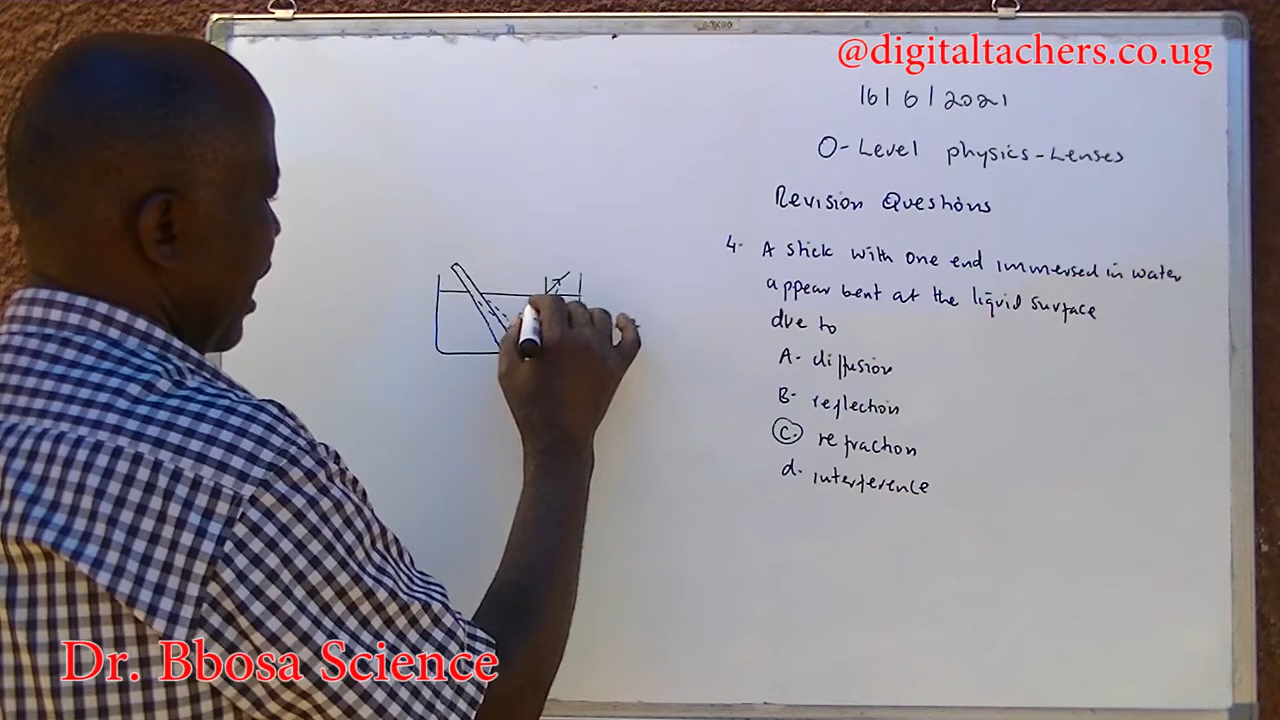 @digitaltachers.co.ug
16/6/2021
O-Level physics-Lenses
Revision Questions
4. A stick with one end immersed in water
appear bent at the liquid surface
due to
A. diffusion
B. reflection
C. refraction
d. interference
Dr. Bbosa Science